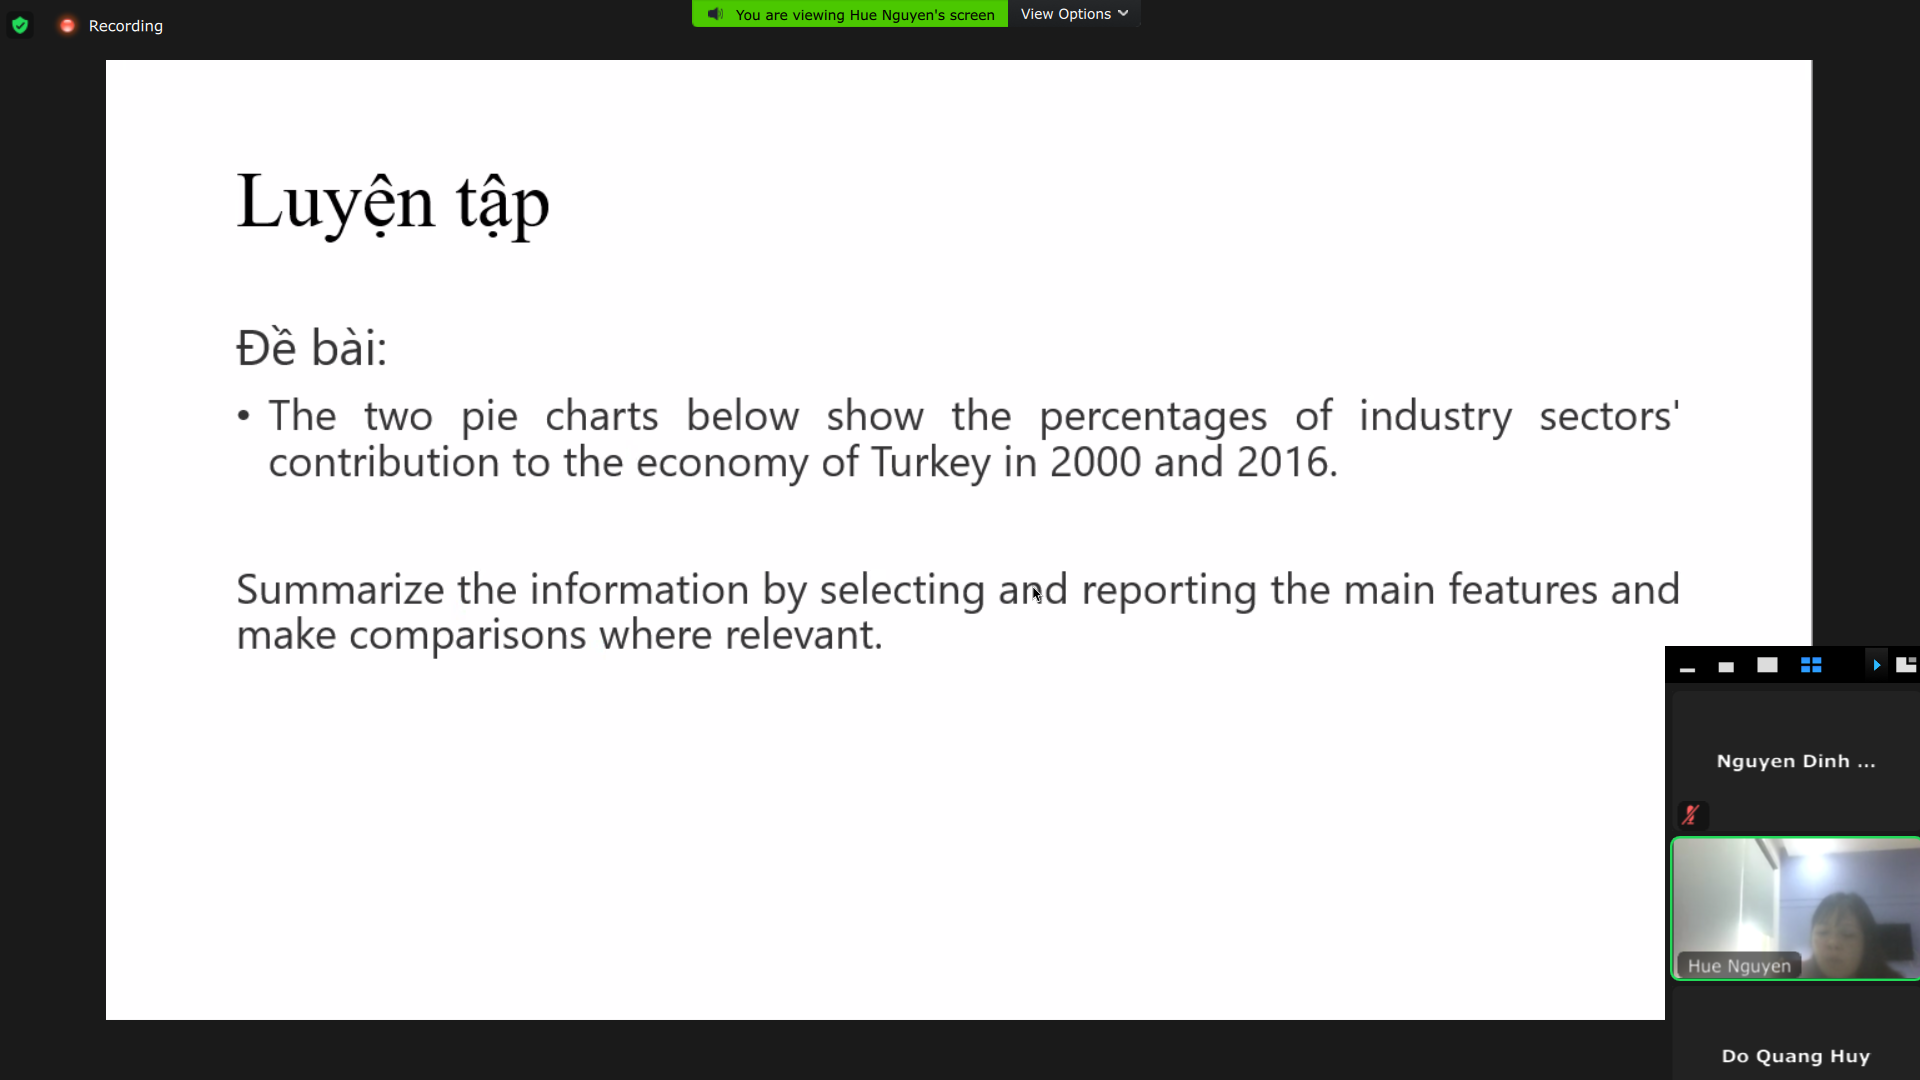 Recording
You are viewing Hue Nguyen's screen
View Options
Luyện tập
Đề bài:
• The two pie charts below show the percentages of industry sectors'
contribution to the economy of Turkey in 2000 and 2016.
Summarize the information by selecting and reporting the main features and
make comparisons where relevant.
Nguyen Dinh ...
Hue Nguyen
Do Quang Huy